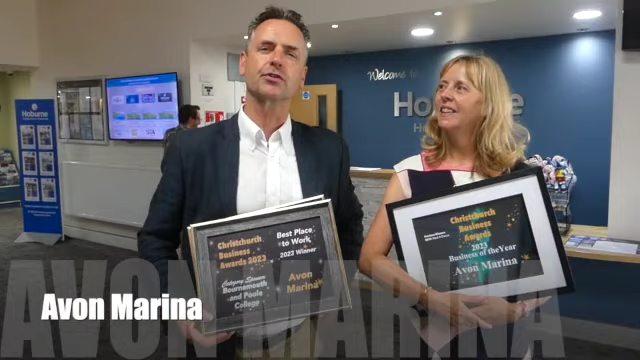 Welcome to
Hoburne
Hoburne
Christchurch
Business
Awards 2023
Category Sponsor
Bournemouth
and Poole
College
Best Place
to Work
2023 Winner
Avon
Marina
Christchurch
Business
Awards
2023
Business of the Year
Avon Marina
AVON MARINA
Avon Marina